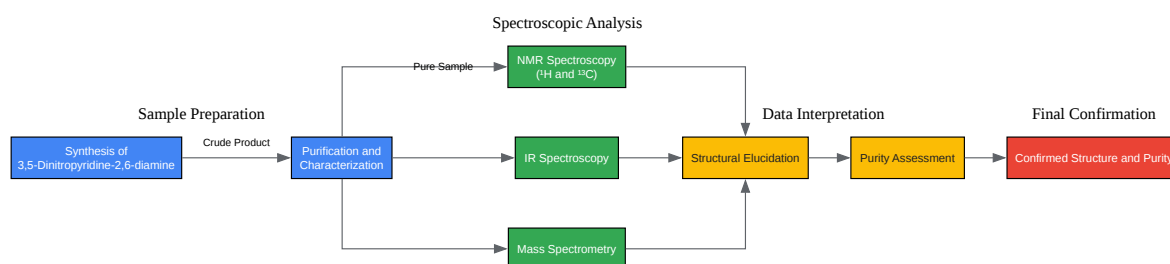 Spectroscopic Analysis
NMR Spectroscopy
(¹H and ¹³C)
Pure Sample
Sample Preparation
Data Interpretation
Final Confirmation
Synthesis of
3,5-Dinitropyridine-2,6-diamine
Crude Product
Purification and
Characterization
IR Spectroscopy
Structural Elucidation
Purity Assessment
Confirmed Structure and Purity
Mass Spectrometry